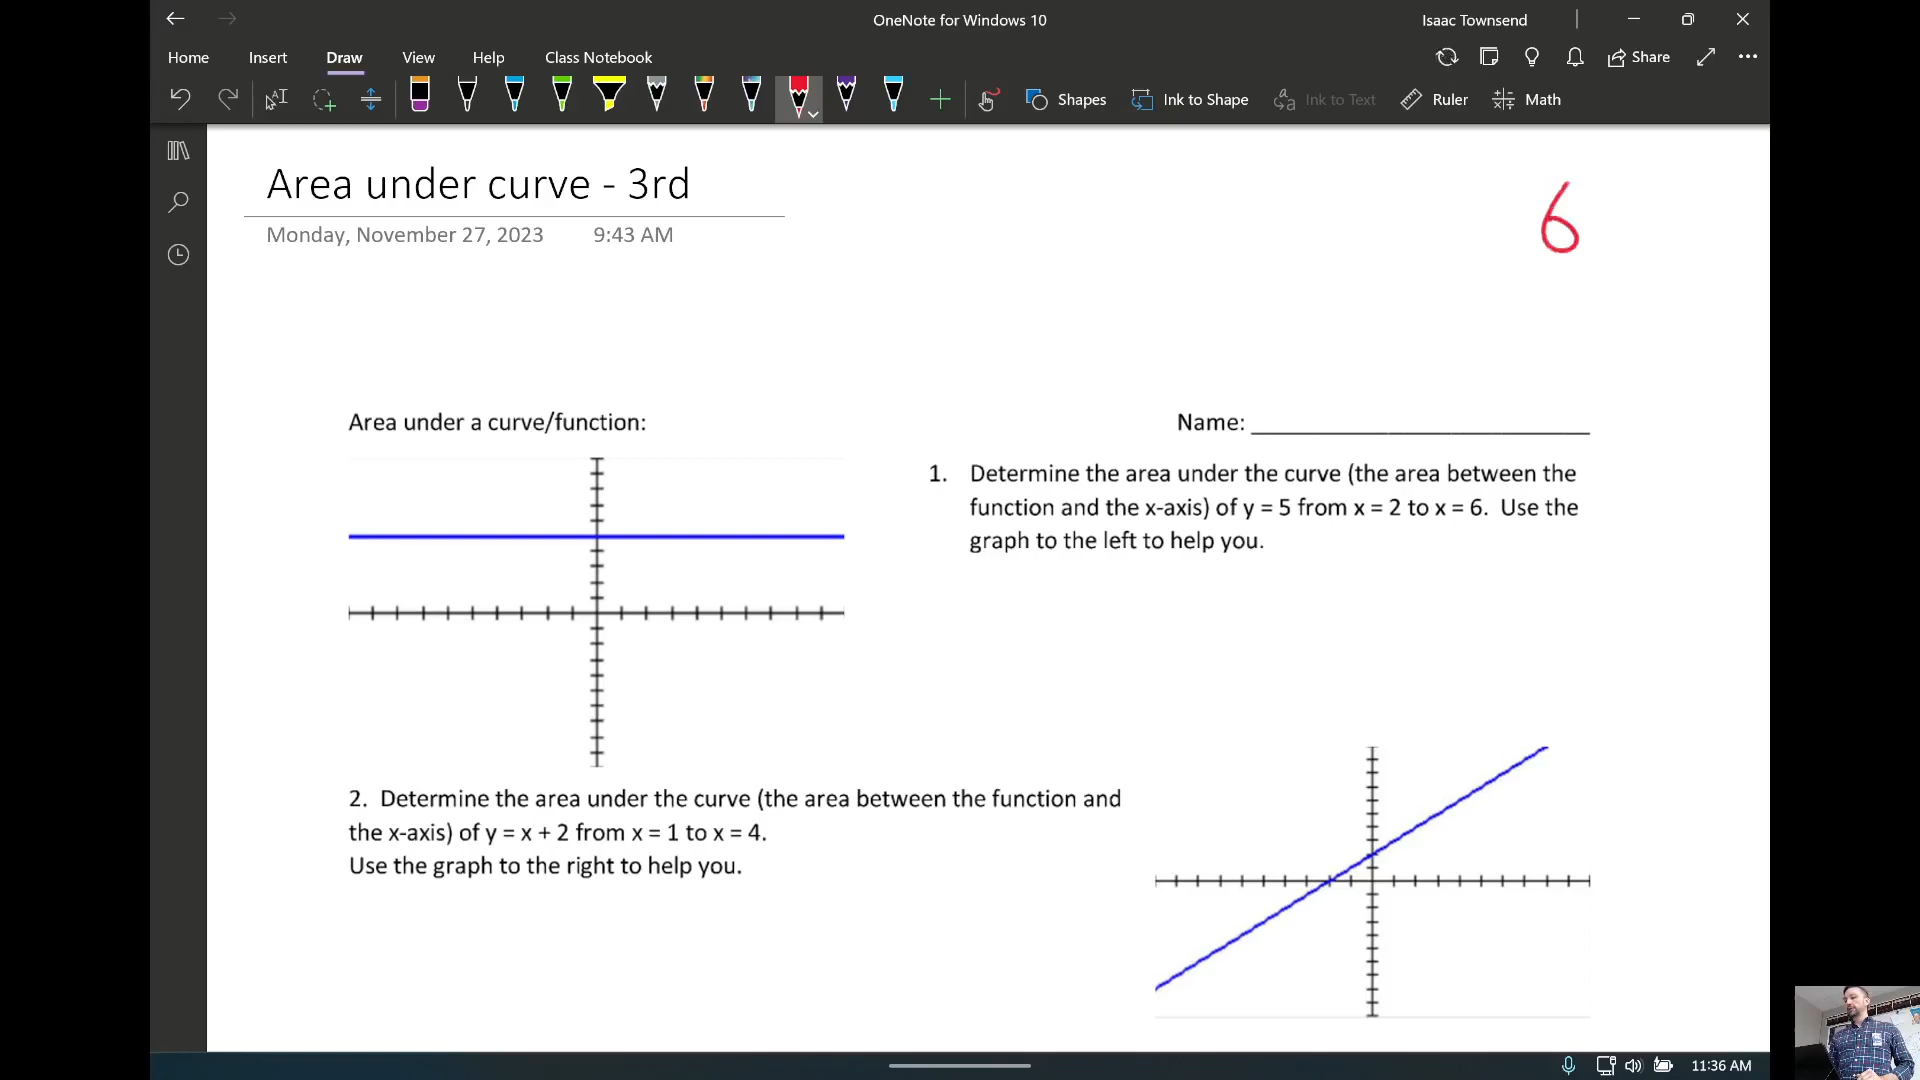 OneNote for Windows 10
Isaac Townsend
Home Insert Draw View Help Class Notebook
Share
Shapes Ink to Shape Ink to Text Ruler Math
Area under curve - 3rd
Monday, November 27, 2023 9:43 AM
6
Area under a curve/function:
Name: ___________________________
1. Determine the area under the curve (the area between the
function and the x-axis) of y = 5 from x = 2 to x = 6. Use the
graph to the left to help you.
2. Determine the area under the curve (the area between the function and
the x-axis) of y = x + 2 from x = 1 to x = 4.
Use the graph to the right to help you.
11:36 AM